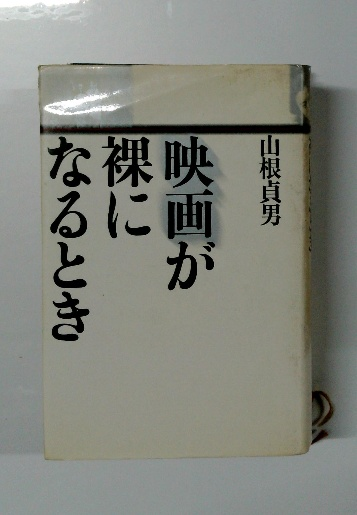 山根貞男
映画が
裸に
なるとき